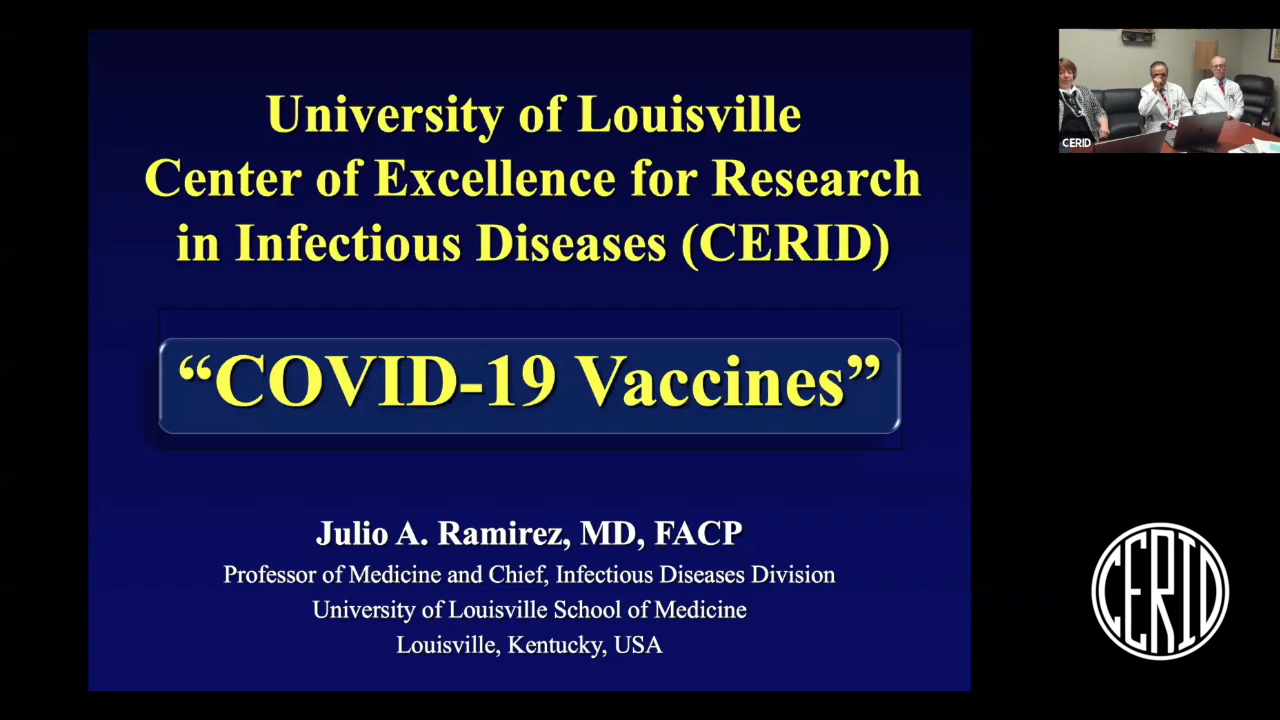 University of Louisville
Center of Excellence for Research
in Infectious Diseases (CERID)
“COVID-19 Vaccines”
Julio A. Ramirez, MD, FACP
Professor of Medicine and Chief, Infectious Diseases Division
University of Louisville School of Medicine
Louisville, Kentucky, USA
CERID
CERID